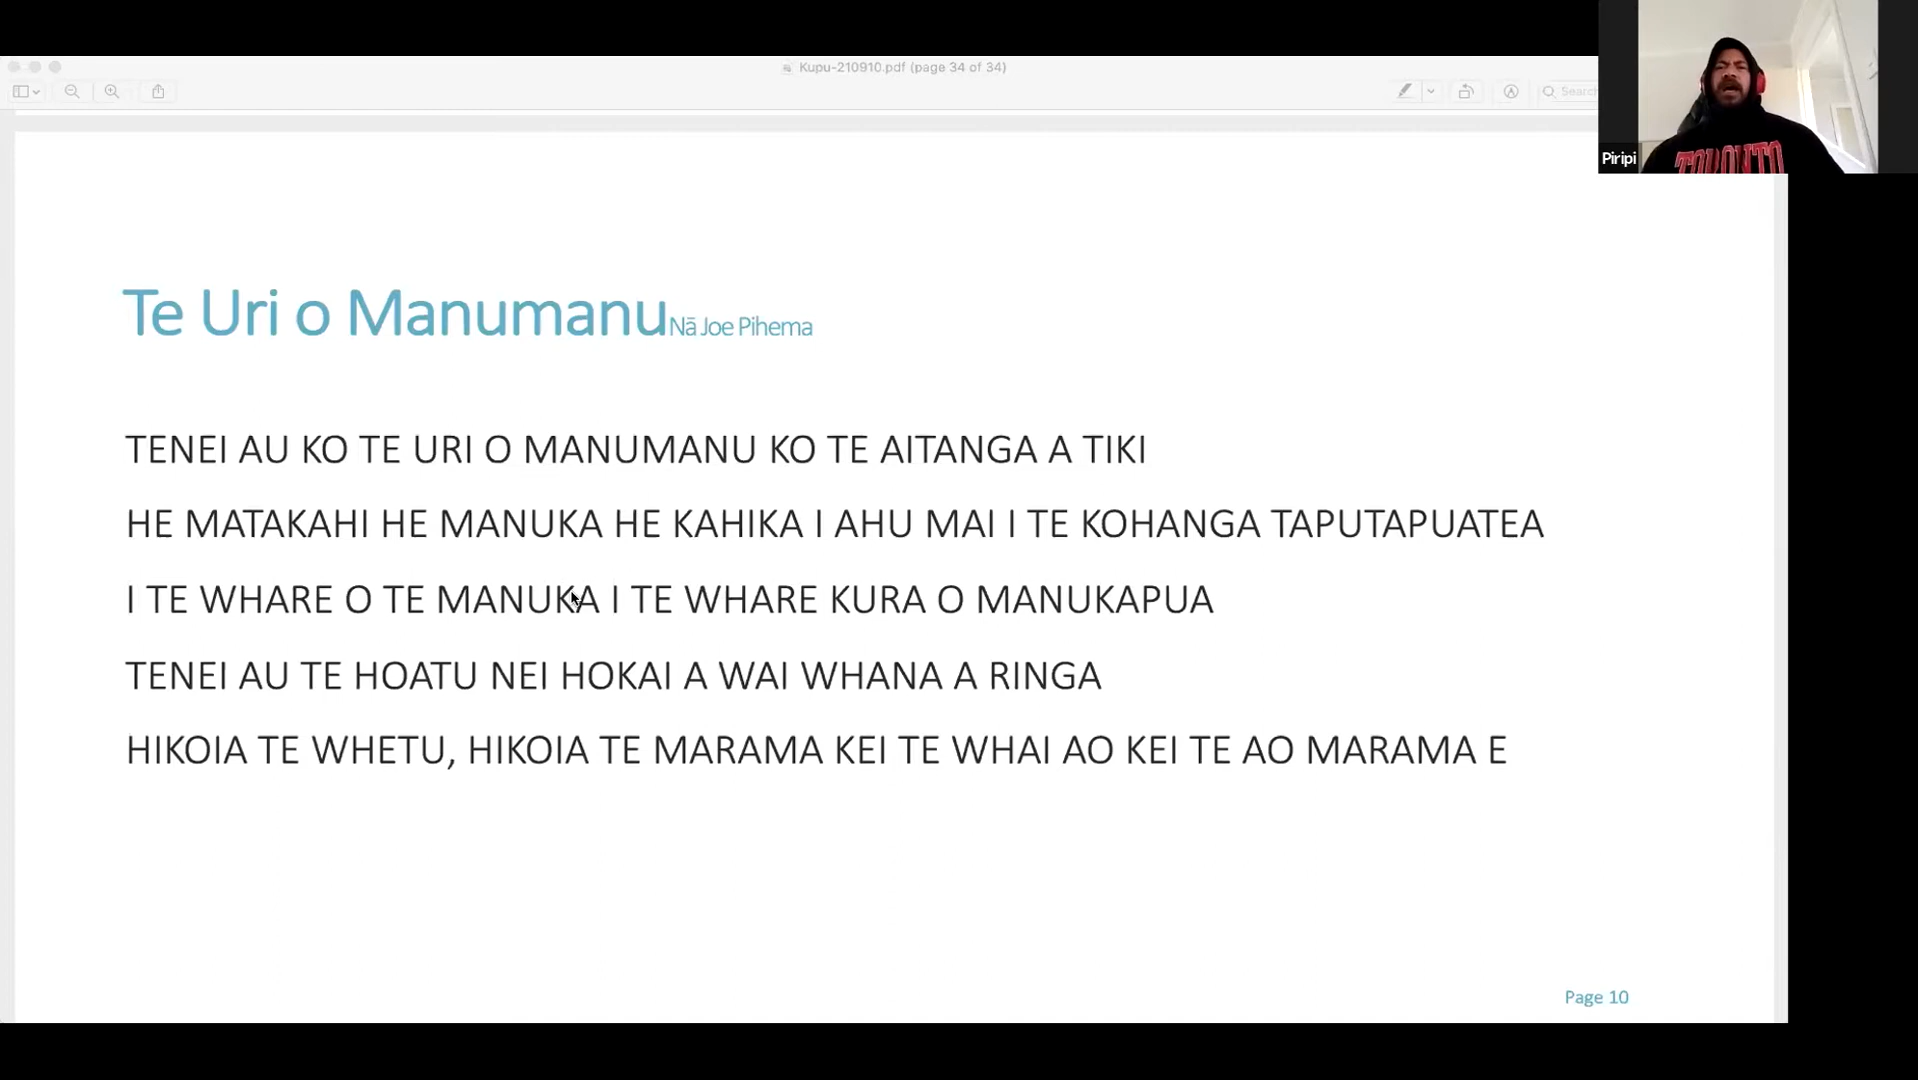 Kupu-210910.pdf (page 34 of 34)
Search
Piripi
TORONTO
Te Uri o Manumanu Nā Joe Pihema
TENEI AU KO TE URI O MANUMANU KO TE AITANGA A TIKI
HE MATAKAHI HE MANUKA HE KAHIKA I AHU MAI I TE KOHANGA TAPUTAPUATEA
I TE WHARE O TE MANUKA I TE WHARE KURA O MANUKAPUA
TENEI AU TE HOATU NEI HOKAI A WAI WHANA A RINGA
HIKOIA TE WHETU, HIKOIA TE MARAMA KEI TE WHAI AO KEI TE AO MARAMA E
Page 10